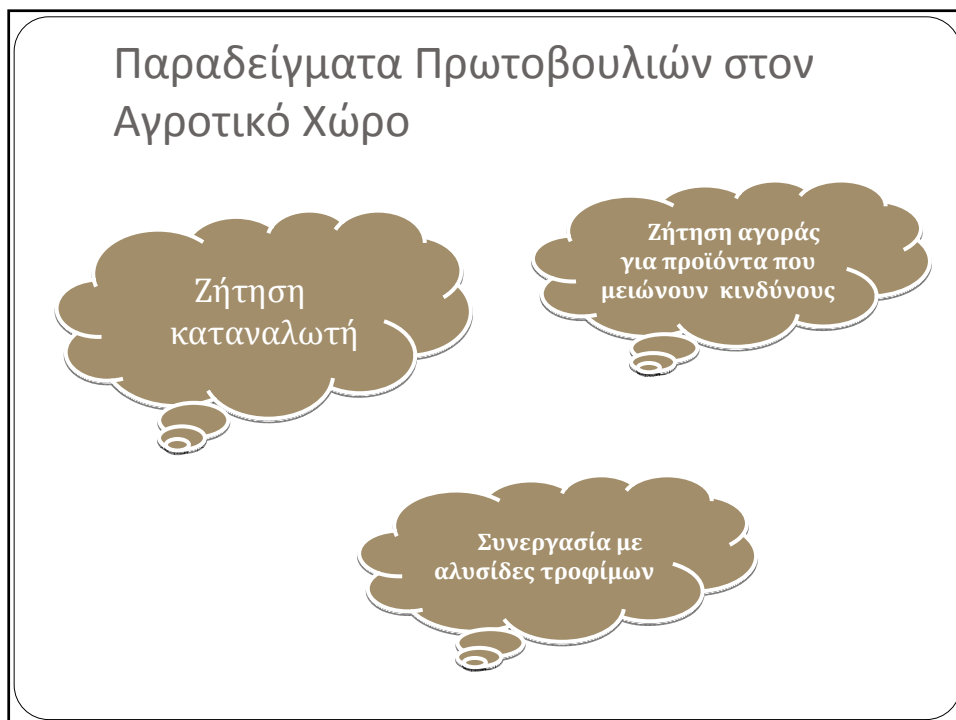 Παραδείγματα Πρωτοβουλιών στον
Αγροτικό Χώρο
Ζήτηση
καταναλωτή
Ζήτηση αγοράς
για προϊόντα που
μειώνουν κινδύνους
Συνεργασία με
αλυσίδες τροφίμων